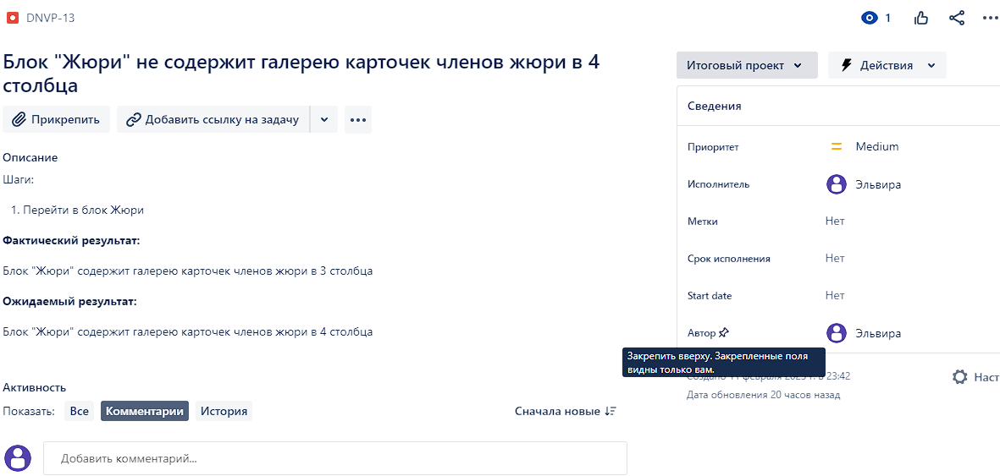 DNVP-13
1
Блок "Жюри" не содержит галерею карточек членов жюри в 4
столбца
Прикрепить
Добавить ссылку на задачу
Описание
Шаги:
1. Перейти в блок Жюри
Фактический результат:
Блок "Жюри" содержит галерею карточек членов жюри в 3 столбца
Ожидаемый результат:
Блок "Жюри" содержит галерею карточек членов жюри в 4 столбца
Активность
Показать: Все Комментарии История
Сначала новые
Добавить комментарий...
Итоговый проект
Действия
Сведения
Приоритет Medium
Исполнитель Эльвира
Метки Нет
Срок исполнения Нет
Start date Нет
Автор Эльвира
Закрепить вверху. Закрепленные поля
видны только вам.
23:42
Дата обновления 20 часов назад
Наст